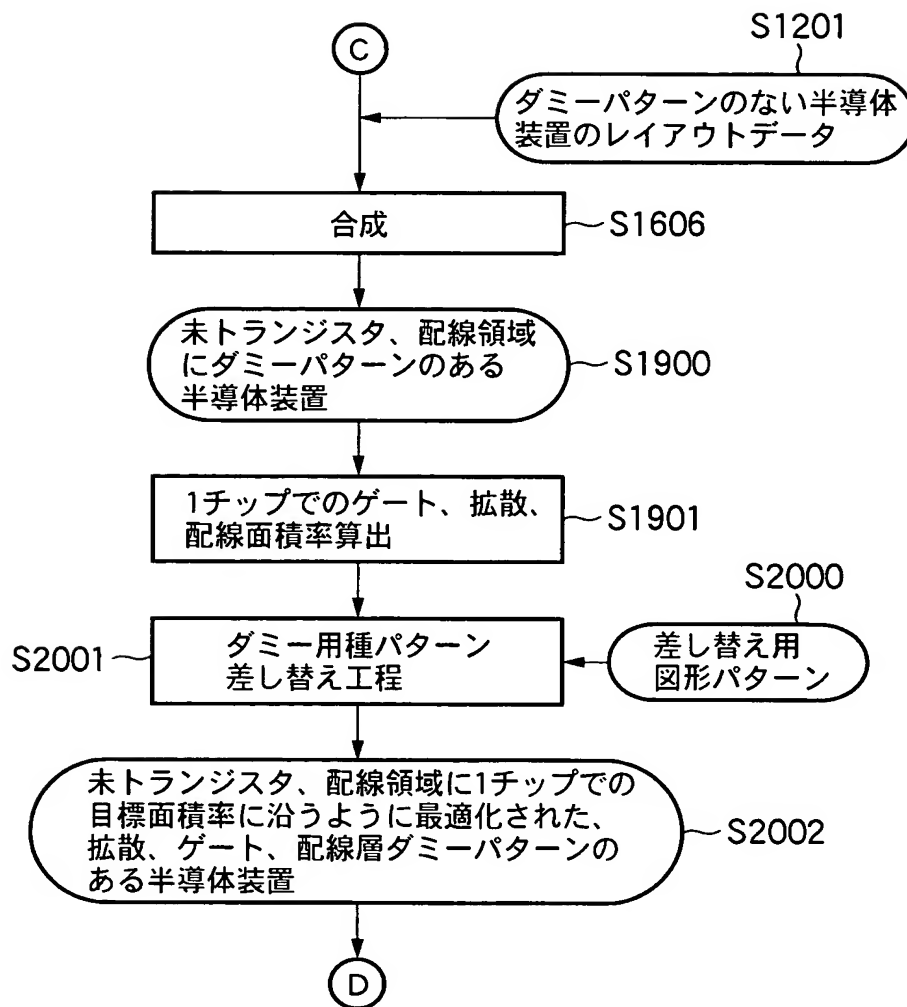 C
S1201
ダミーパターンのない半導体
装置のレイアウトデータ
合成
S1606
未トランジスタ、配線領域
にダミーパターンのある
半導体装置
S1900
1チップでのゲート、拡散、
配線面積率算出
S1901
S2000
S2001
ダミー用種パターン
差し替え工程
差し替え用
図形パターン
未トランジスタ、配線領域に1チップでの
目標面積率に沿うように最適化された、
拡散、ゲート、配線層ダミーパターンの
ある半導体装置
S2002
D